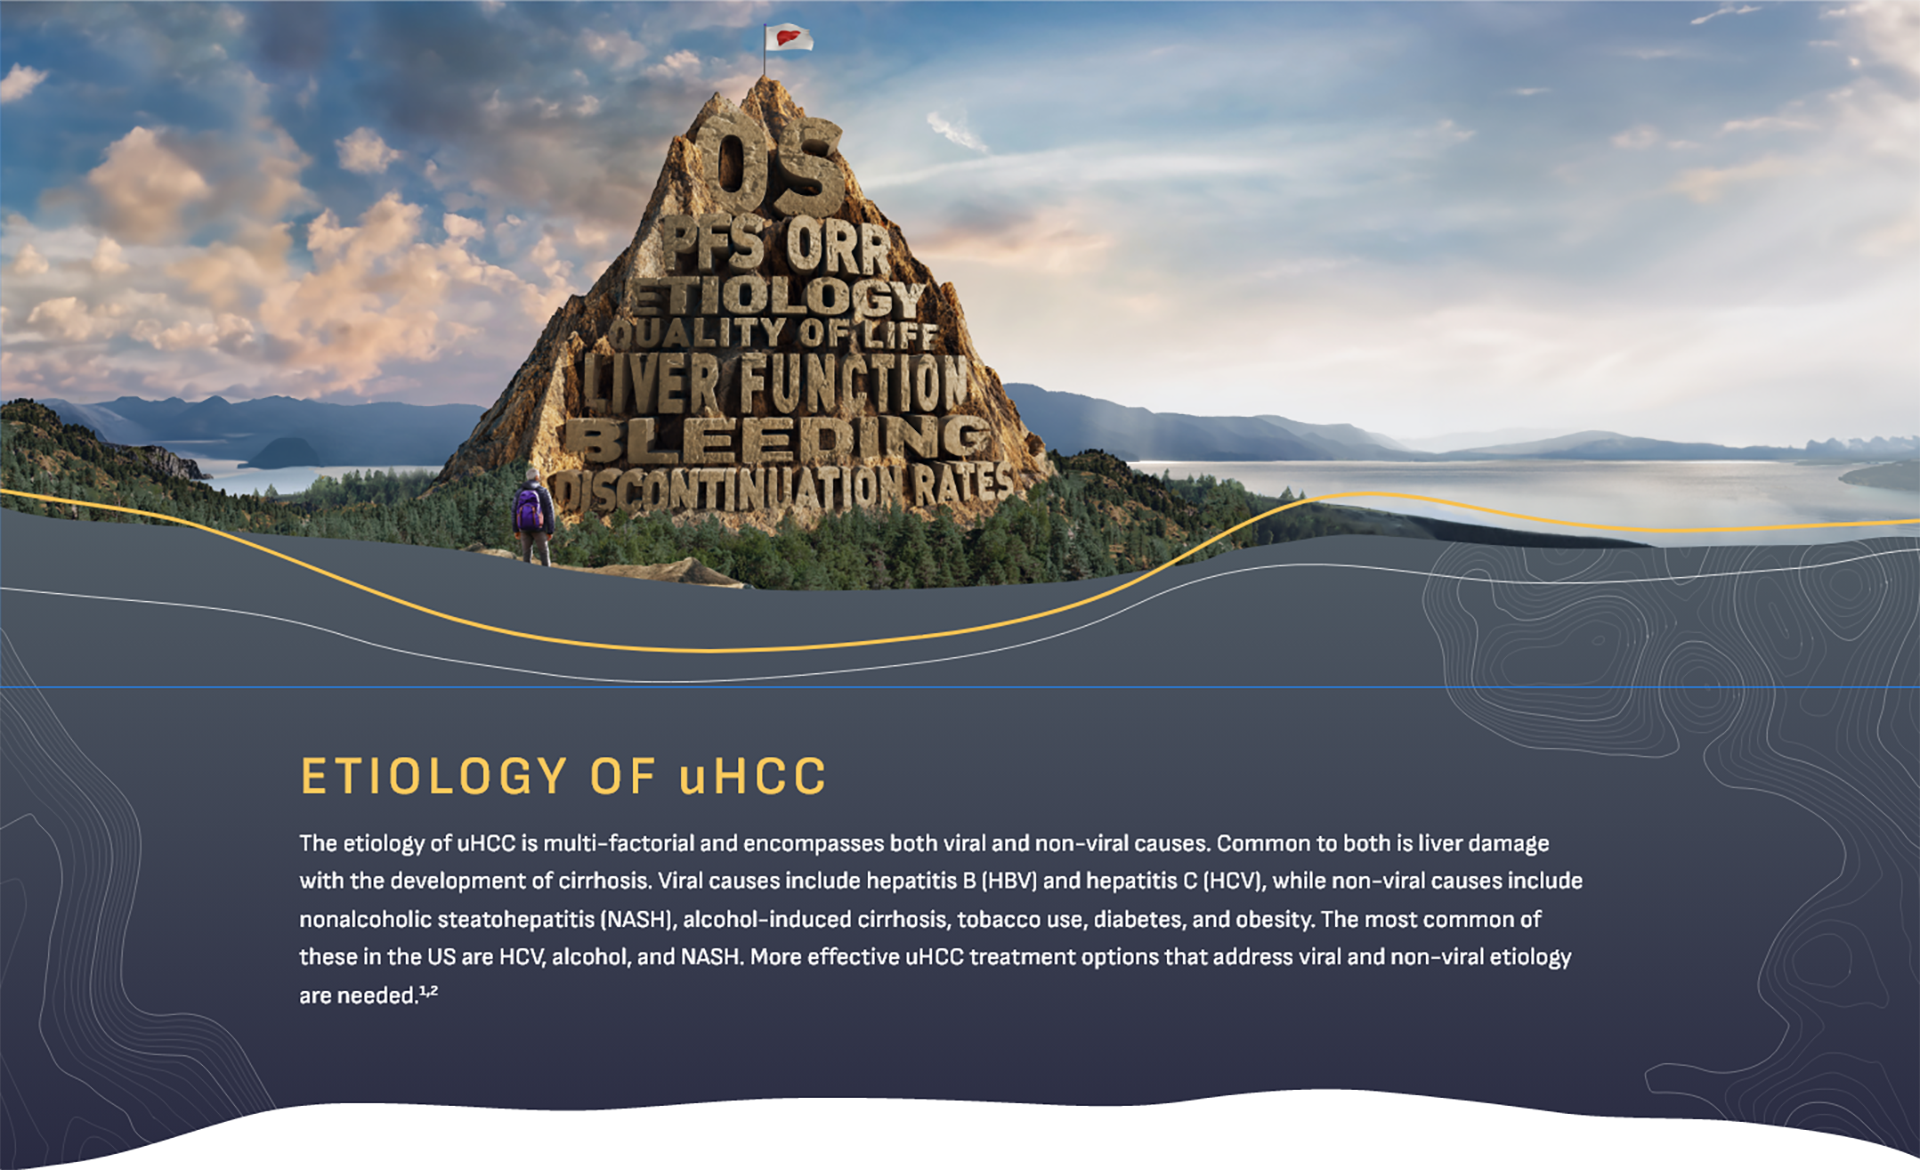 OS
PFS ORR
ETIOLOGY
QUALITY OF LIFE
LIVER FUNCTION
BLEEDING
DISCONTINUATION RATES
ETIOLOGY OF uHCC
The etiology of uHCC is multi-factorial and encompasses both viral and non-viral causes. Common to both is liver damage
with the development of cirrhosis. Viral causes include hepatitis B (HBV) and hepatitis C (HCV), while non-viral causes include
nonalcoholic steatohepatitis (NASH), alcohol-induced cirrhosis, tobacco use, diabetes, and obesity. The most common of
these in the US are HCV, alcohol, and NASH. More effective uHCC treatment options that address viral and non-viral etiology
are needed.¹,²